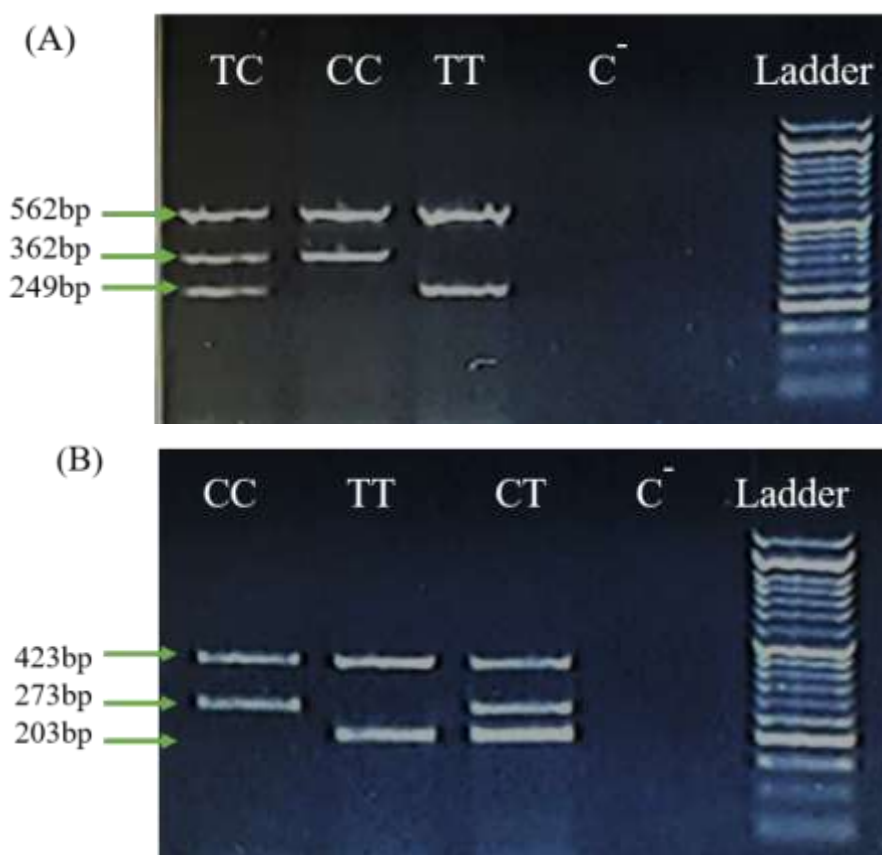 (A)
TC CC TT C⁻ Ladder
562bp
362bp
249bp
(B)
CC TT CT C⁻ Ladder
423bp
273bp
203bp